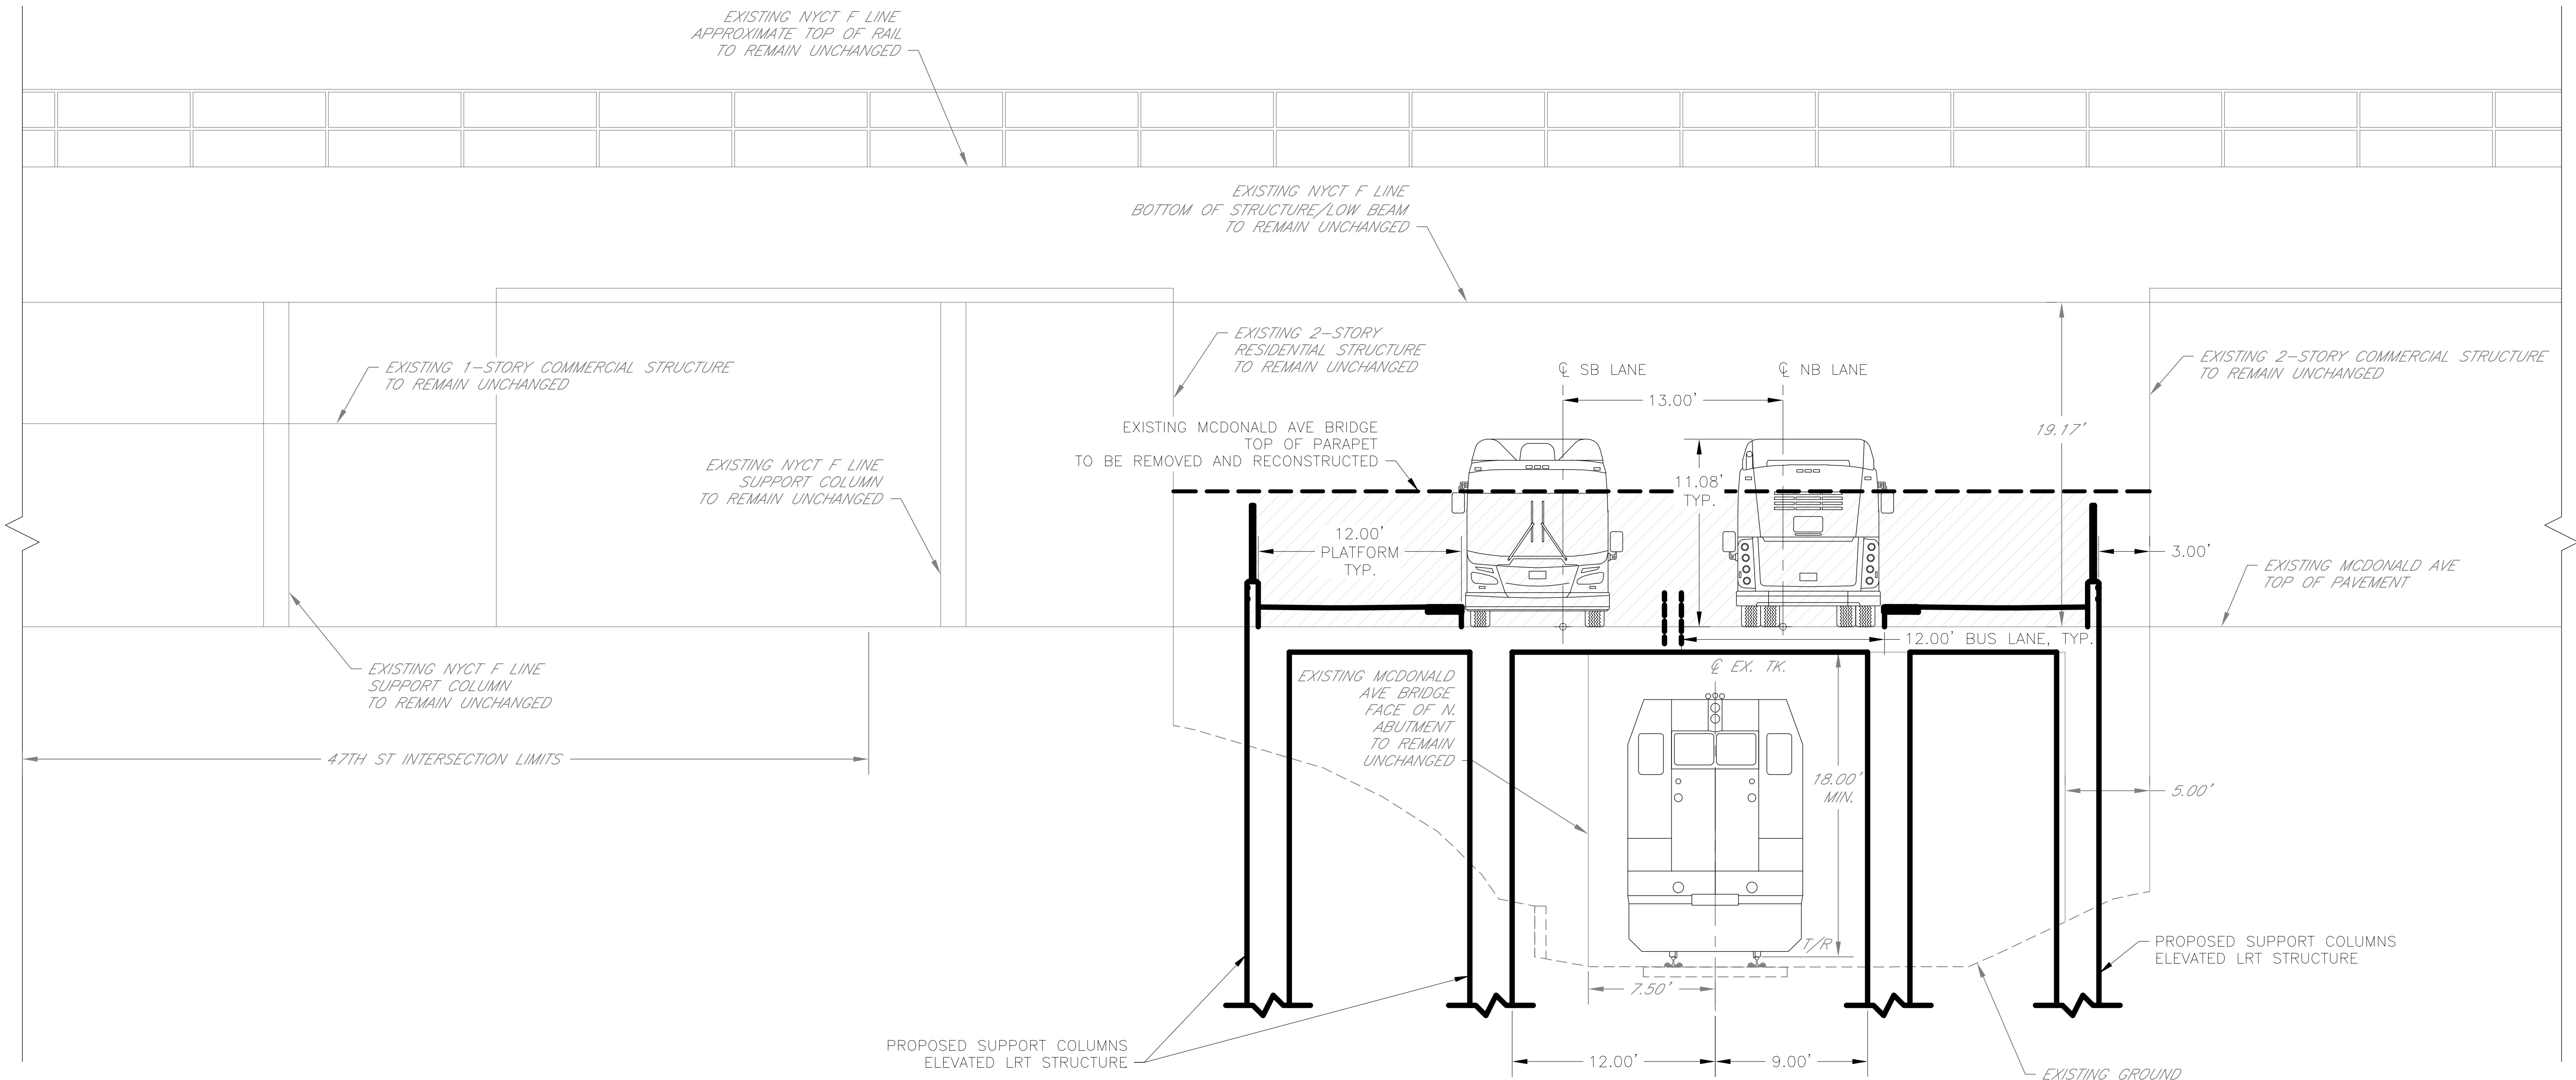 EXISTING NYCT F LINE
APPROXIMATE TOP OF RAIL
TO REMAIN UNCHANGED
EXISTING NYCT F LINE
BOTTOM OF STRUCTURE/LOW BEAM
TO REMAIN UNCHANGED
EXISTING 1-STORY COMMERCIAL STRUCTURE
TO REMAIN UNCHANGED
EXISTING 2-STORY
RESIDENTIAL STRUCTURE
TO REMAIN UNCHANGED
℄ SB LANE
℄ NB LANE
13.00'
EXISTING 2-STORY COMMERCIAL STRUCTURE
TO REMAIN UNCHANGED
19.17'
EXISTING MCDONALD AVE BRIDGE
TOP OF PARAPET
TO BE REMOVED AND RECONSTRUCTED
EXISTING NYCT F LINE
SUPPORT COLUMN
TO REMAIN UNCHANGED
11.08'
TYP.
12.00'
PLATFORM
TYP.
3.00'
EXISTING MCDONALD AVE
TOP OF PAVEMENT
12.00' BUS LANE, TYP.
EXISTING NYCT F LINE
SUPPORT COLUMN
TO REMAIN UNCHANGED
℄ EX. TK.
EXISTING MCDONALD
AVE BRIDGE
FACE OF N.
ABUTMENT
TO REMAIN
UNCHANGED
47TH ST INTERSECTION LIMITS
18.00'
MIN.
5.00'
T/R
PROPOSED SUPPORT COLUMNS
ELEVATED LRT STRUCTURE
7.50'
PROPOSED SUPPORT COLUMNS
ELEVATED LRT STRUCTURE
12.00'
9.00'
EXISTING GROUND